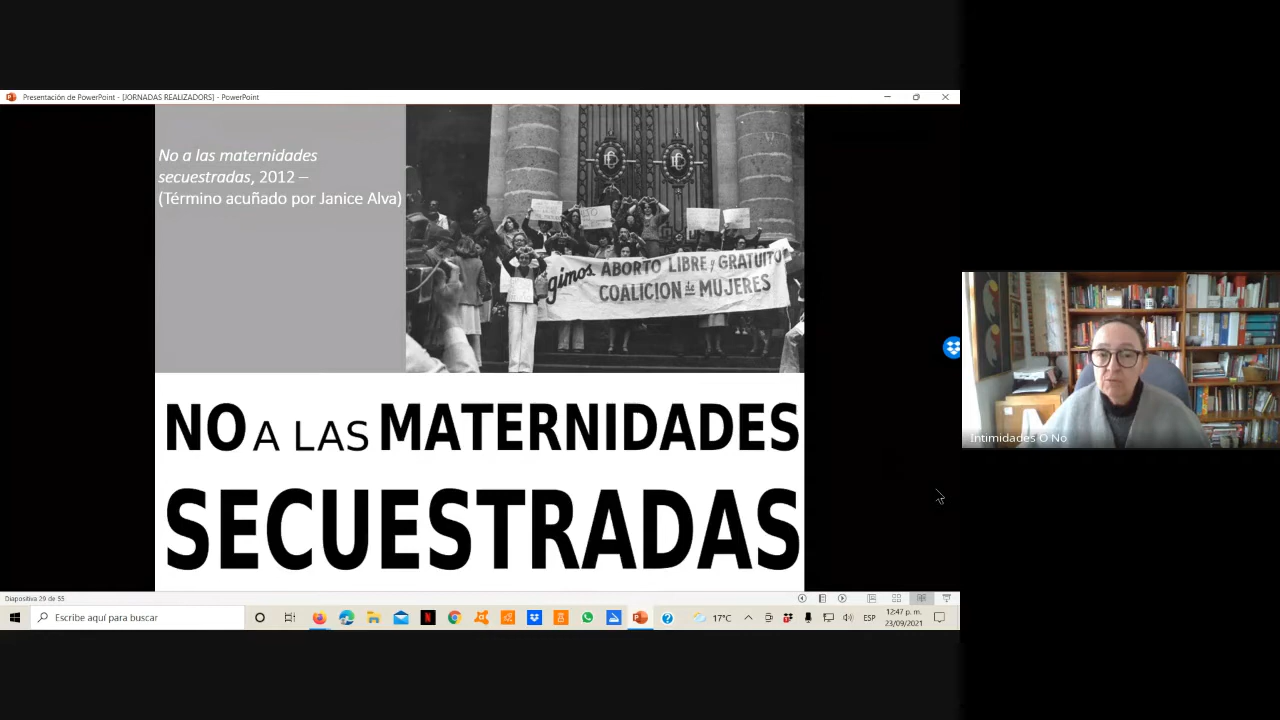 Presentación de PowerPoint - [JORNADAS REALIZADORS] - PowerPoint
No a las maternidades
secuestradas, 2012 –
(Término acuñado por Janice Alva)
gimos ABORTO LIBRE y GRATUITO
COALICION de MUJERES
NO A LAS MATERNIDADES
SECUESTRADAS
Intimidades O No
Diapositiva 29 de 55
Escribe aquí para buscar
17°C
ESP
12:47 p. m.
23/09/2021